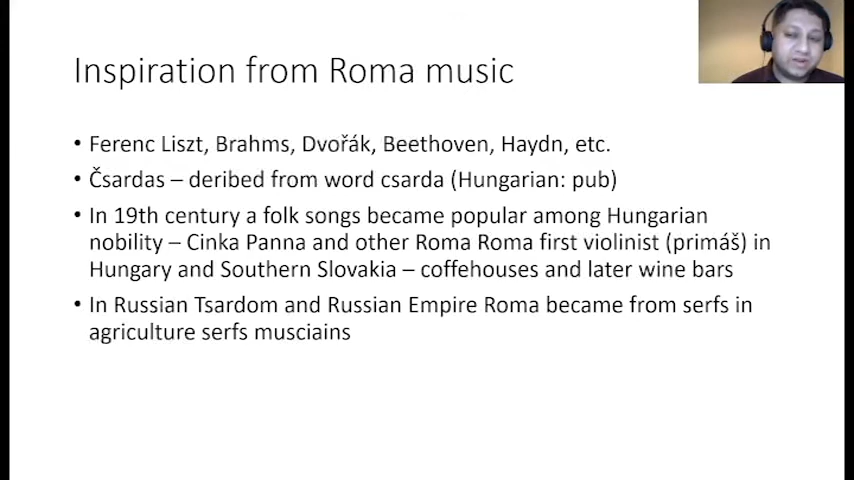 Inspiration from Roma music
• Ferenc Liszt, Brahms, Dvořák, Beethoven, Haydn, etc.
• Čsardas – deribed from word csarda (Hungarian: pub)
• In 19th century a folk songs became popular among Hungarian
nobility – Cinka Panna and other Roma Roma first violinist (primáš) in
Hungary and Southern Slovakia – coffehouses and later wine bars
• In Russian Tsardom and Russian Empire Roma became from serfs in
agriculture serfs musciains